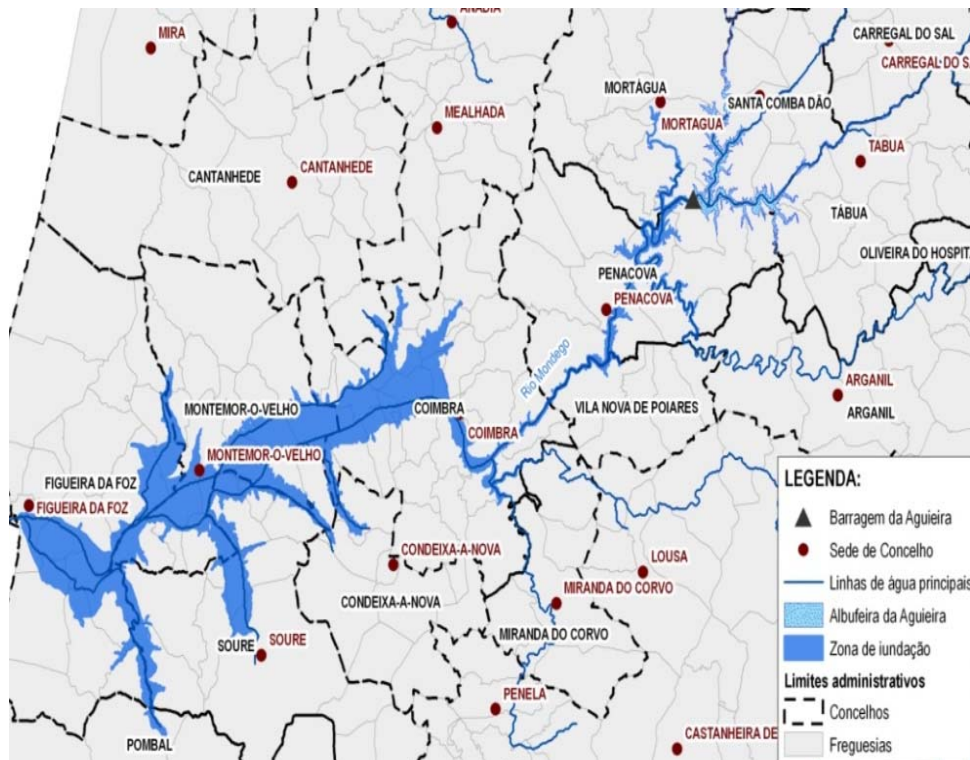 ANADIA
MIRA
CARREGAL DO SAL
MORTÁGUA
SANTA COMBA DÃO
MORTAGUA
MEALHADA
TABUA
CANTANHEDE
CANTANHEDE
TÁBUA
OLIVEIRA DO HOSPITA
PENACOVA
PENACOVA
Rio Mondego
ARGANIL
ARGANIL
VILA NOVA DE POIARES
MONTEMOR-O-VELHO
COIMBRA
COIMBRA
MONTEMOR-O-VELHO
FIGUEIRA DA FOZ
FIGUEIRA DA FOZ
CONDEIXA-A-NOVA
CONDEIXA-A-NOVA
LOUSA
MIRANDA DO CORVO
MIRANDA DO CORVO
SOURE
SOURE
PENELA
POMBAL
CASTANHEIRA DE
LEGENDA:
Barragem da Aguieira
Sede de Concelho
Linhas de água principais
Albufeira da Aguieira
Zona de iundação
Limites administrativos
Concelhos
Freguesias